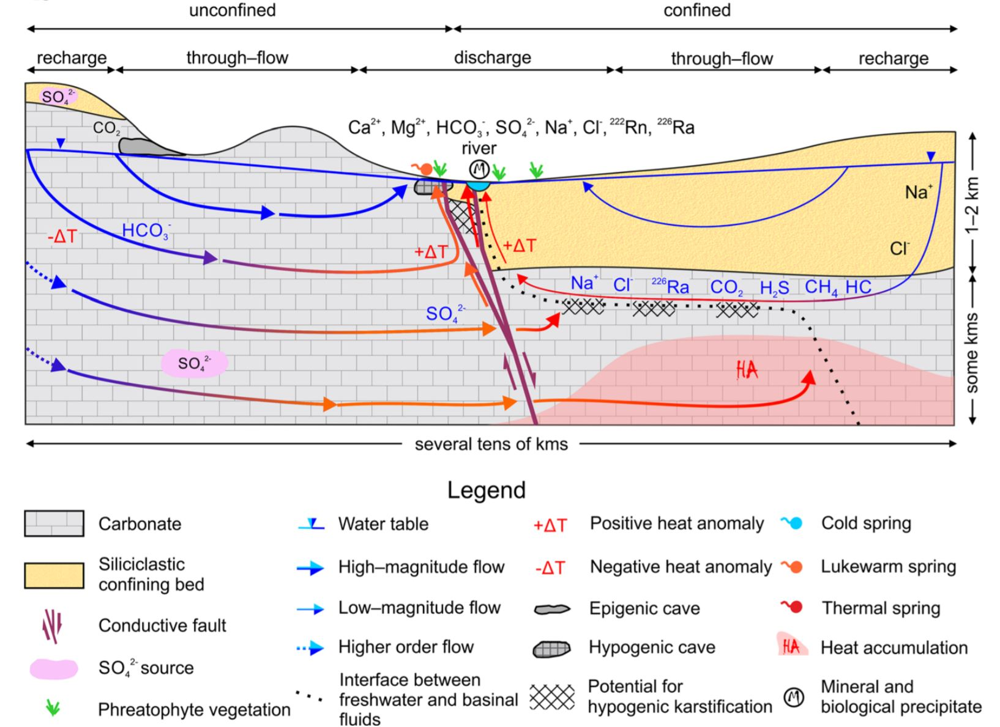 unconfined confined
recharge through–flow discharge through–flow recharge
SO₄²⁻
CO₂
Ca²⁺, Mg²⁺, HCO₃⁻, SO₄²⁻, Na⁺, Cl⁻, ²²²Rn, ²²⁶Ra
river
M
Na⁺
1–2 km
-ΔT HCO₃⁻
+ΔT +ΔT Cl⁻
Na⁺ Cl⁻ ²²⁶Ra CO₂ H₂S CH₄ HC
SO₄²⁻
SO₄²⁻ HA
some kms
several tens of kms
Legend
Carbonate
Siliciclastic
confining bed
Conductive fault
SO₄²⁻ source
Phreatophyte vegetation
Water table
High–magnitude flow
Low–magnitude flow
Higher order flow
Interface between
freshwater and basinal
fluids
+ΔT Positive heat anomaly
-ΔT Negative heat anomaly
Epigenic cave
Hypogenic cave
Potential for
hypogenic karstification
Cold spring
Lukewarm spring
Thermal spring
HA Heat accumulation
M Mineral and
biological precipitate